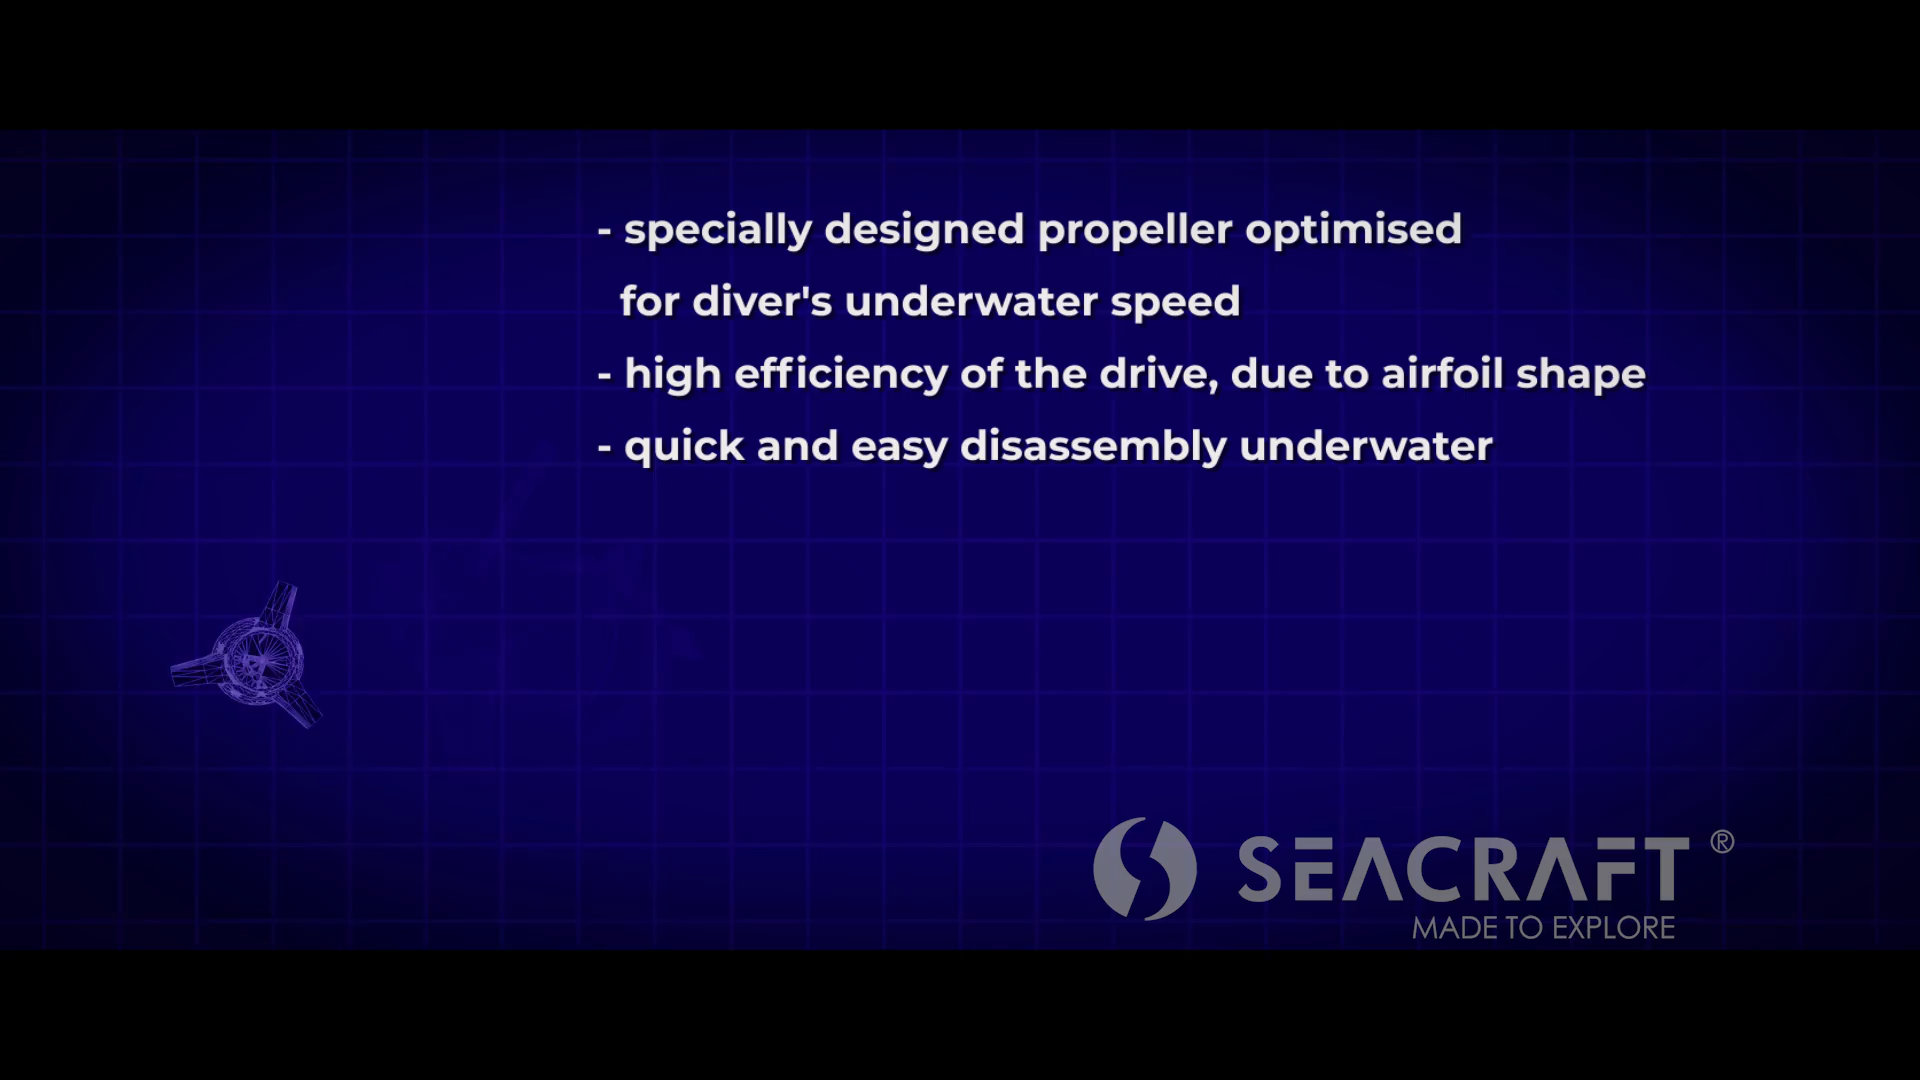 - specially designed propeller optimised
for diver's underwater speed
- high efficiency of the drive, due to airfoil shape
- quick and easy disassembly underwater
SEACRAFT ®
MADE TO EXPLORE